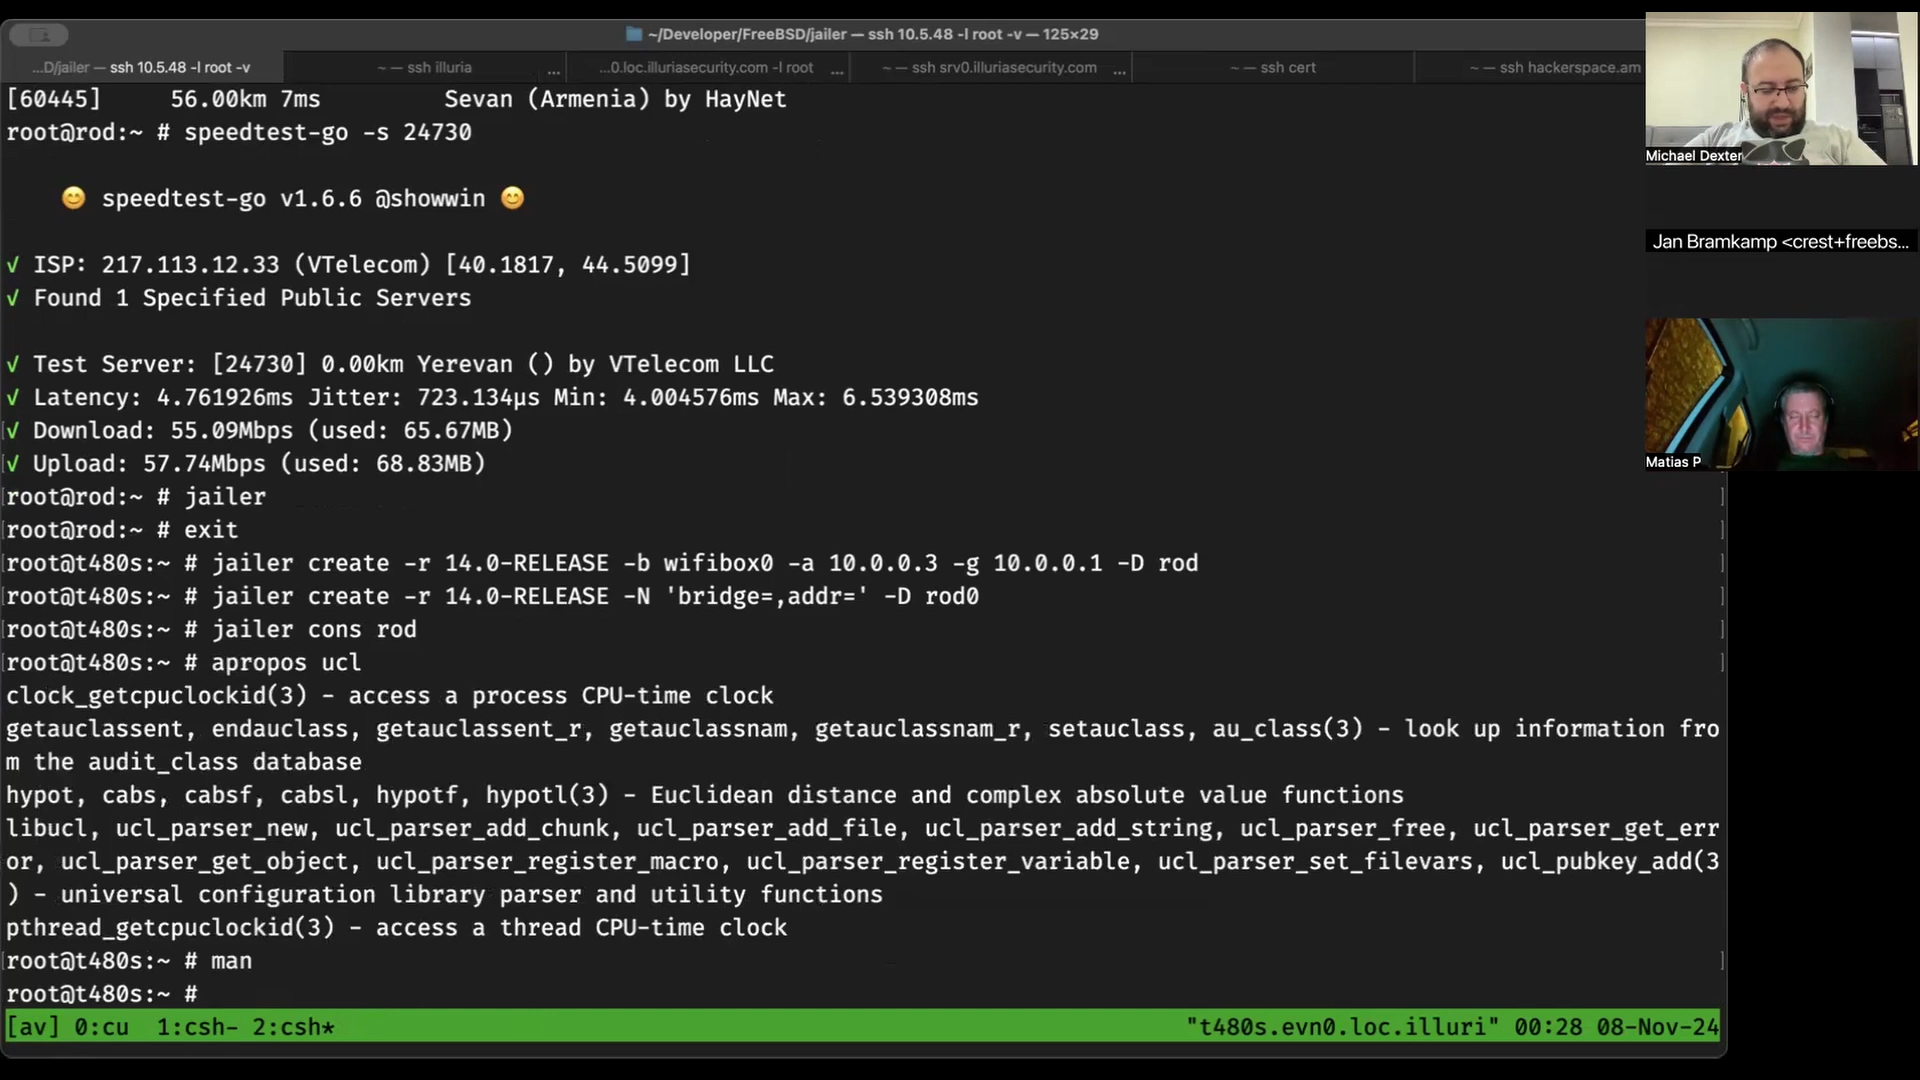 ~/Developer/FreeBSD/jailer — ssh 10.5.48 -l root -v — 125×29
...D/jailer — ssh 10.5.48 -l root -v
~ — ssh illuria ...
...0.loc.illuriasecurity.com -l root ...
~ — ssh srv0.illuriasecurity.com ...
~ — ssh cert
~ — ssh hackerspace.am
[60445]     56.00km 7ms         Sevan (Armenia) by HayNet
root@rod:~ # speedtest-go -s 24730
😊 speedtest-go v1.6.6 @showwin 😊
✓ ISP: 217.113.12.33 (VTelecom) [40.1817, 44.5099]
✓ Found 1 Specified Public Servers
✓ Test Server: [24730] 0.00km Yerevan () by VTelecom LLC
✓ Latency: 4.761926ms Jitter: 723.134µs Min: 4.004576ms Max: 6.539308ms
✓ Download: 55.09Mbps (used: 65.67MB)
✓ Upload: 57.74Mbps (used: 68.83MB)
[root@rod:~ # jailer ]
[root@rod:~ # exit ]
[root@t480s:~ # jailer create -r 14.0-RELEASE -b wifibox0 -a 10.0.0.3 -g 10.0.0.1 -D rod ]
[root@t480s:~ # jailer create -r 14.0-RELEASE -N 'bridge=,addr=' -D rod0 ]
[root@t480s:~ # jailer cons rod ]
[root@t480s:~ # apropos ucl ]
clock_getcpuclockid(3) - access a process CPU-time clock
getauclassent, endauclass, getauclassent_r, getauclassnam, getauclassnam_r, setauclass, au_class(3) - look up information fro
m the audit_class database
hypot, cabs, cabsf, cabsl, hypotf, hypotl(3) - Euclidean distance and complex absolute value functions
libucl, ucl_parser_new, ucl_parser_add_chunk, ucl_parser_add_file, ucl_parser_add_string, ucl_parser_free, ucl_parser_get_err
or, ucl_parser_get_object, ucl_parser_register_macro, ucl_parser_register_variable, ucl_parser_set_filevars, ucl_pubkey_add(3
) - universal configuration library parser and utility functions
pthread_getcpuclockid(3) - access a thread CPU-time clock
[root@t480s:~ # man ]
root@t480s:~ #
[av] 0:cu  1:csh- 2:csh* "t480s.evn0.loc.illuri" 00:28 08-Nov-24
Michael Dexter
Jan Bramkamp <crest+freebs...
Matias P